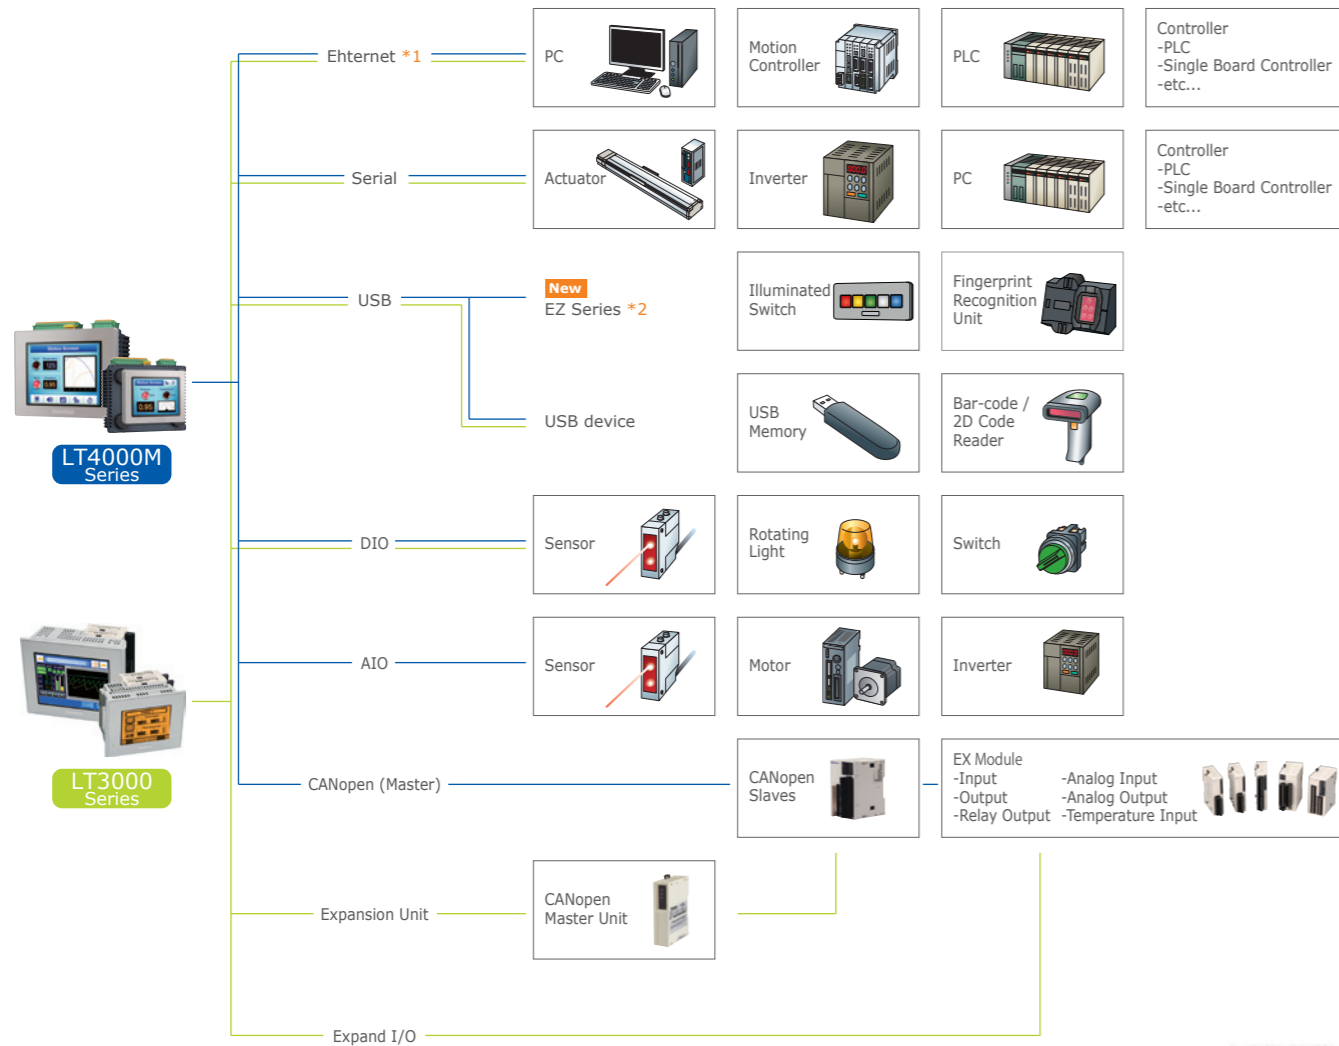 Ehternet *1
PC
Motion
Controller
PLC
Controller
-PLC
-Single Board Controller
-etc...
Serial
Actuator
Inverter
PC
Controller
-PLC
-Single Board Controller
-etc...
USB
New
EZ Series *2
Illuminated
Switch
Fingerprint
Recognition
Unit
USB device
USB
Memory
Bar-code /
2D Code
Reader
LT4000M
Series
DIO
Sensor
Rotating
Light
Switch
AIO
Sensor
Motor
Inverter
LT3000
Series
CANopen (Master)
CANopen
Slaves
EX Module
-Input -Analog Input
-Output -Analog Output
-Relay Output -Temperature Input
Expansion Unit
CANopen
Master Unit
Expand I/O